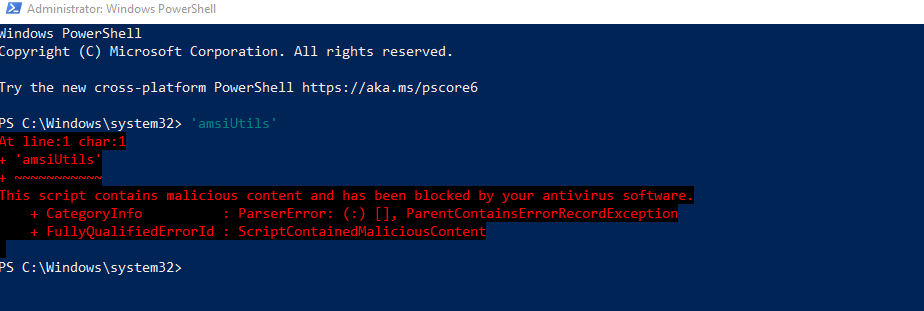 Administrator: Windows PowerShell
Windows PowerShell
Copyright (C) Microsoft Corporation. All rights reserved.
Try the new cross-platform PowerShell https://aka.ms/pscore6
PS C:\Windows\system32> 'amsiUtils'
At line:1 char:1
+ 'amsiUtils'
+ ~~~~~~~~~~~
This script contains malicious content and has been blocked by your antivirus software.
    + CategoryInfo          : ParserError: (:) [], ParentContainsErrorRecordException
    + FullyQualifiedErrorId : ScriptContainedMaliciousContent
PS C:\Windows\system32>